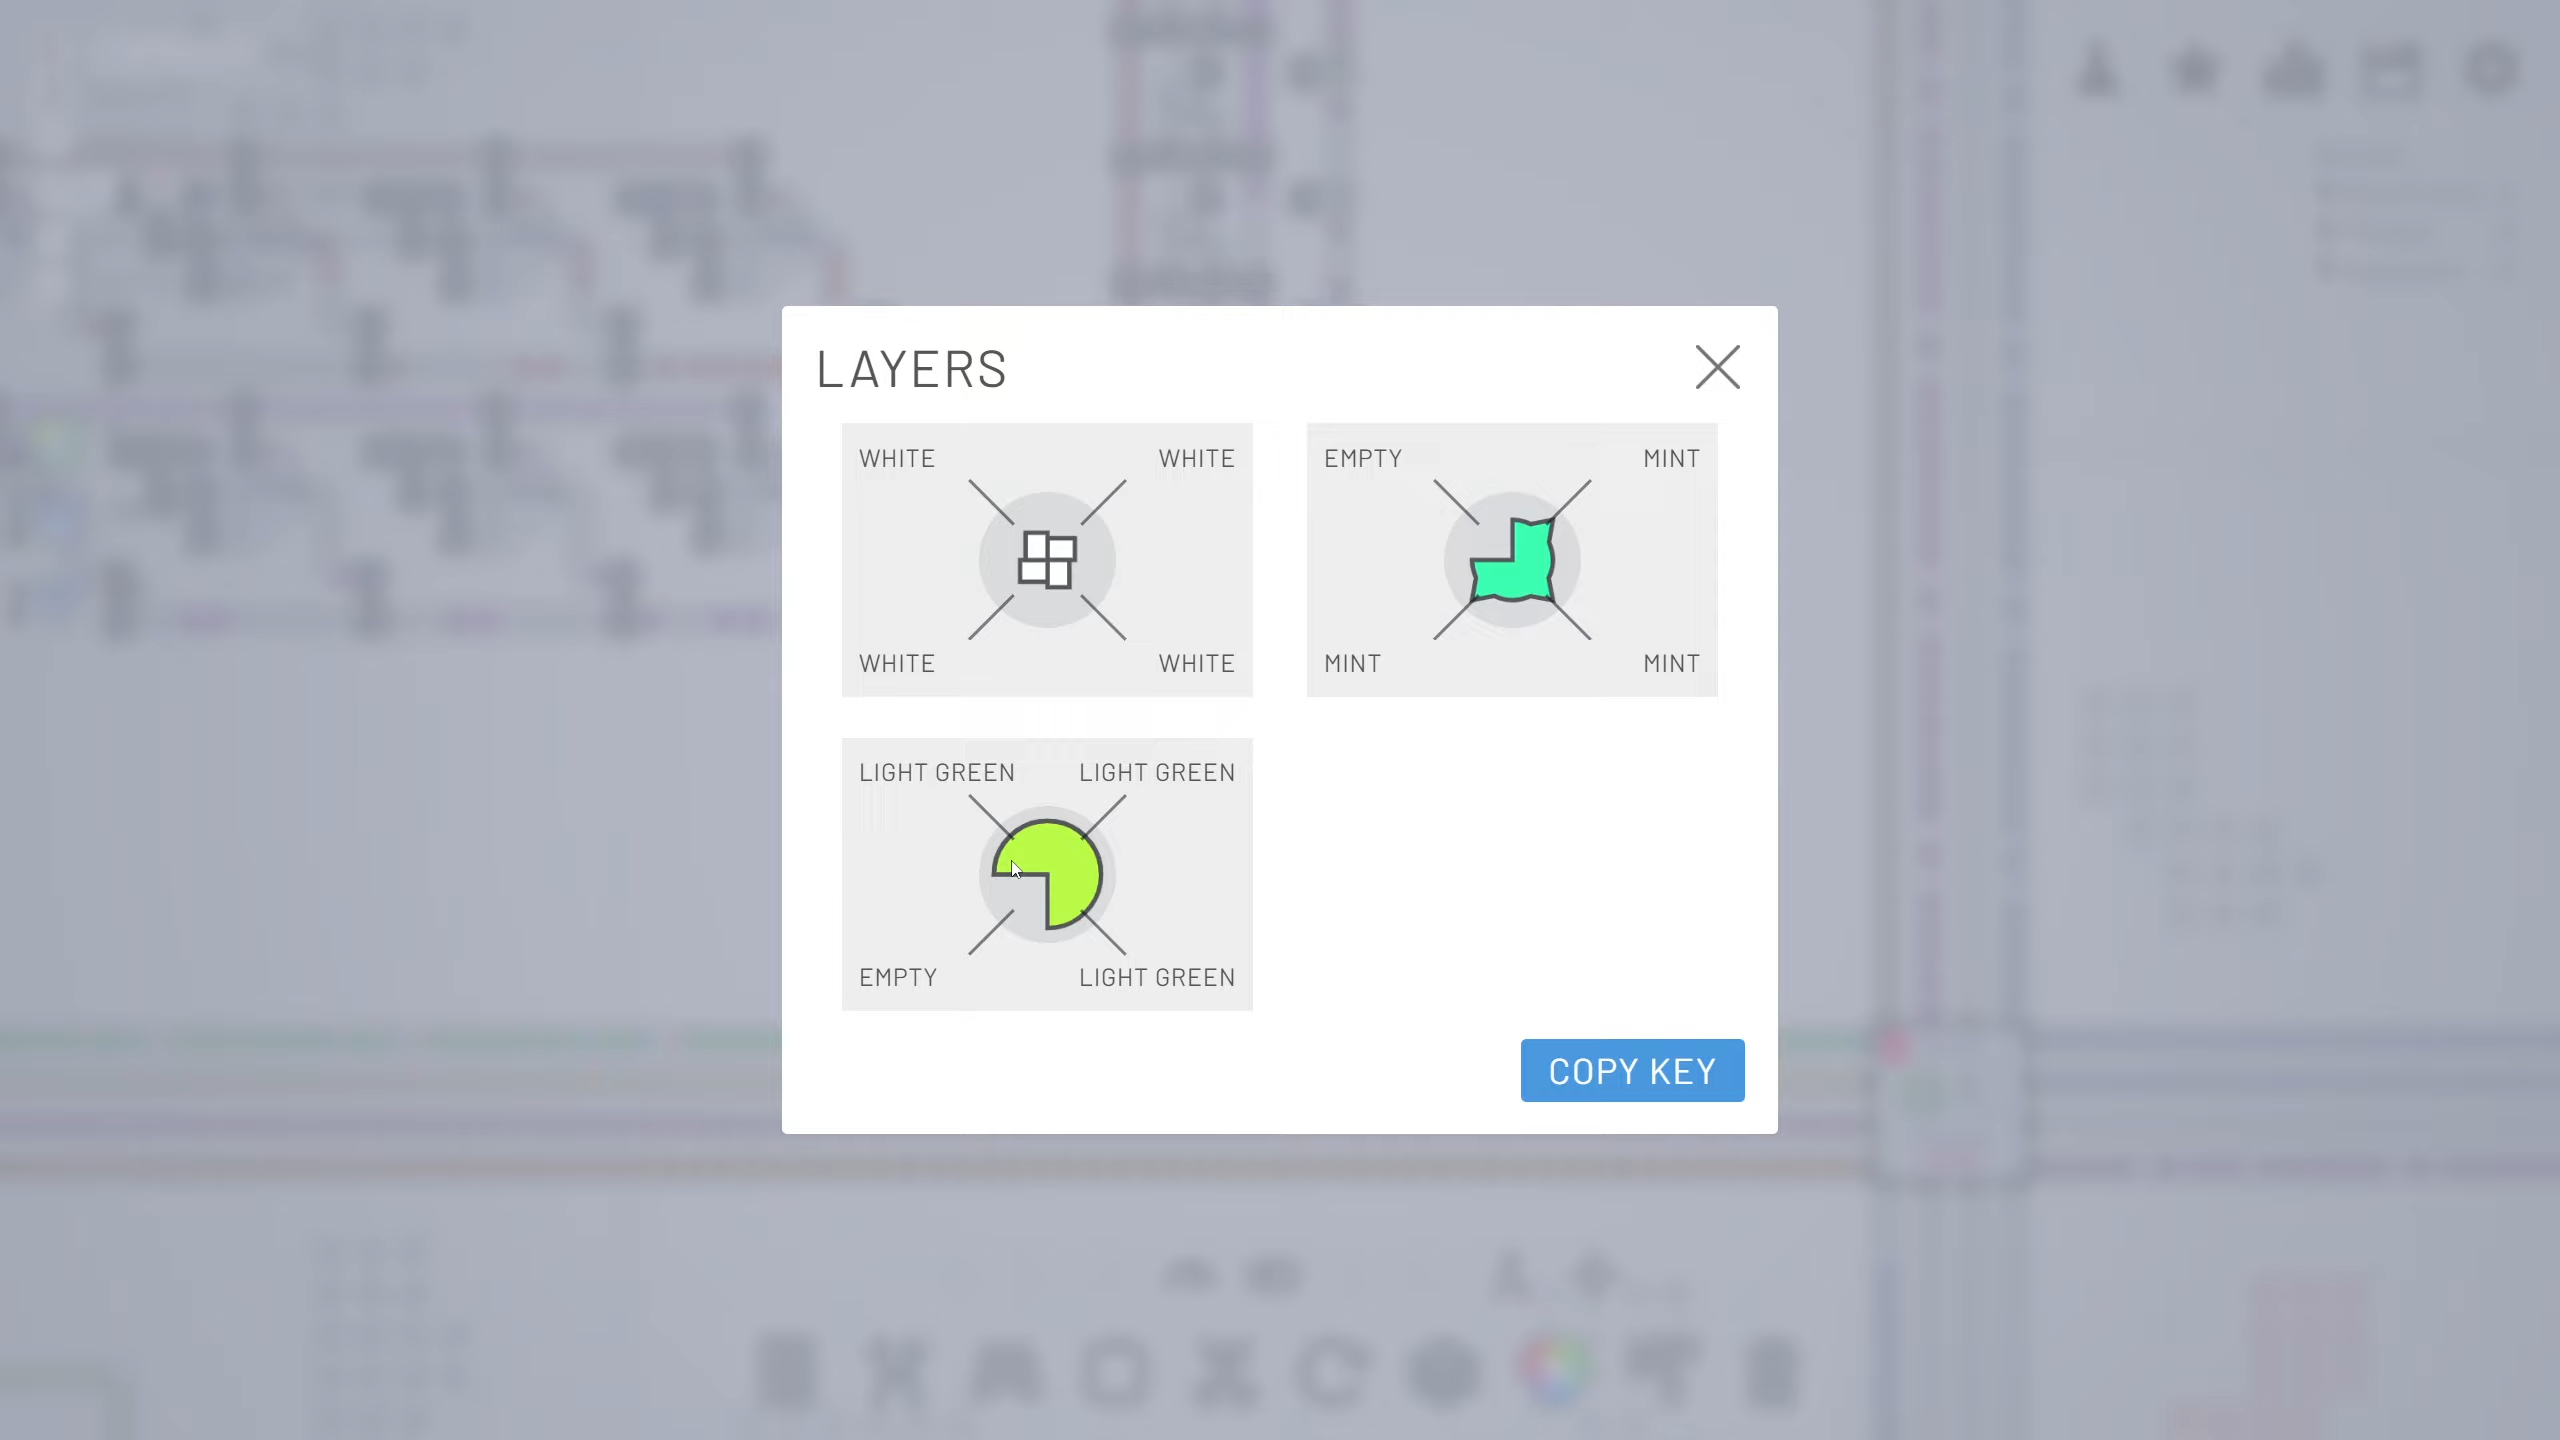 LAYERS
WHITE WHITE
WHITE WHITE
EMPTY MINT
MINT MINT
LIGHT GREEN LIGHT GREEN
EMPTY LIGHT GREEN
COPY KEY